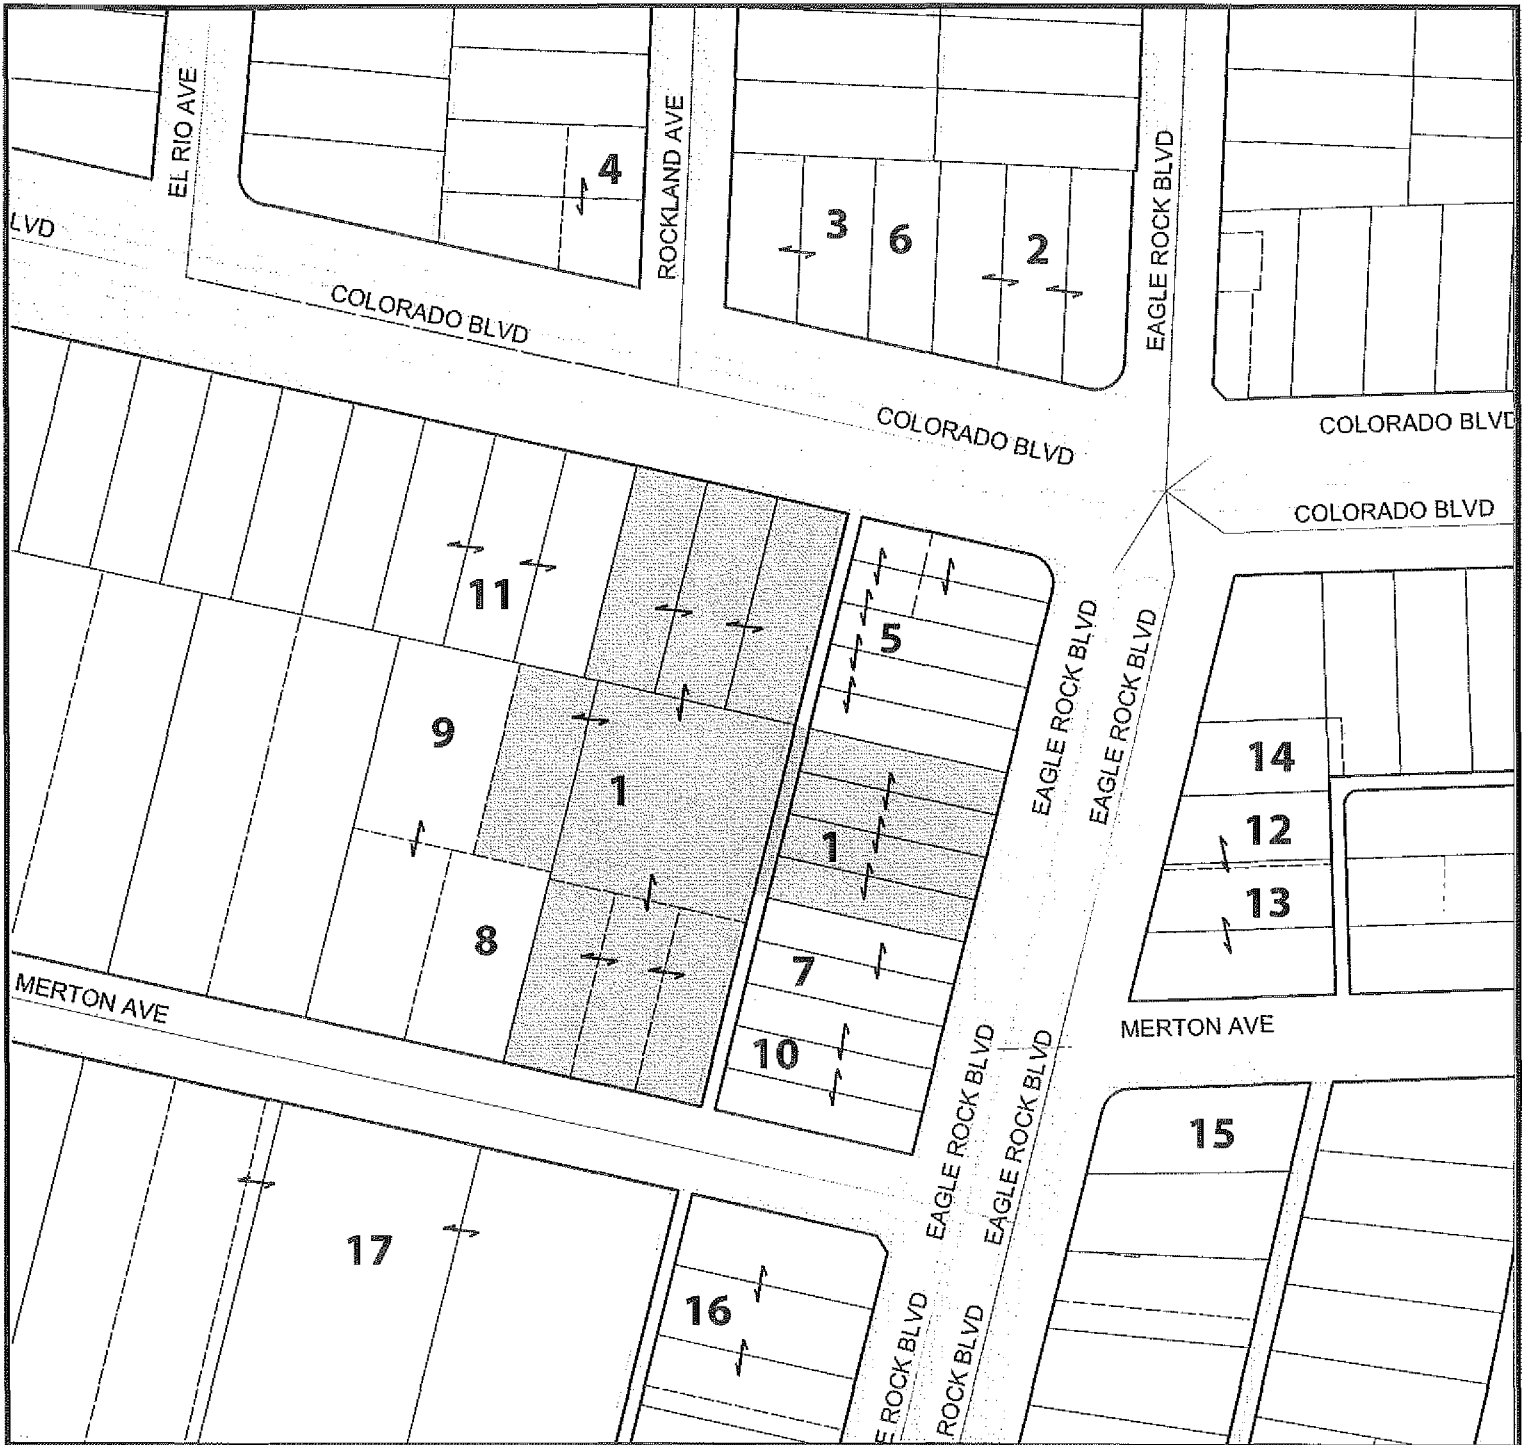 EL RIO AVE
ROCKLAND AVE
EAGLE ROCK BLVD
4
3
6
2
LVD
COLORADO BLVD
COLORADO BLVD
COLORADO BLVD
COLORADO BLVD
11
5
EAGLE ROCK BLVD
EAGLE ROCK BLVD
9
1
1
14
12
13
8
7
MERTON AVE
10
MERTON AVE
EAGLE ROCK BLVD
EAGLE ROCK BLVD
15
17
16
E ROCK BLVD
ROCK BLVD